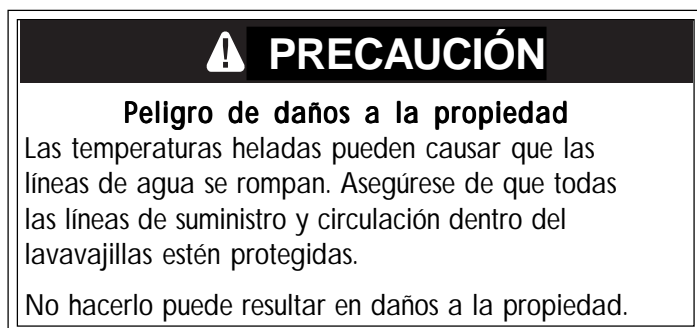 PRECAUCIÓN
Peligro de daños a la propiedad
Las temperaturas heladas pueden causar que las
líneas de agua se rompan. Asegúrese de que todas
las líneas de suministro y circulación dentro del
lavavajillas estén protegidas.
No hacerlo puede resultar en daños a la propiedad.